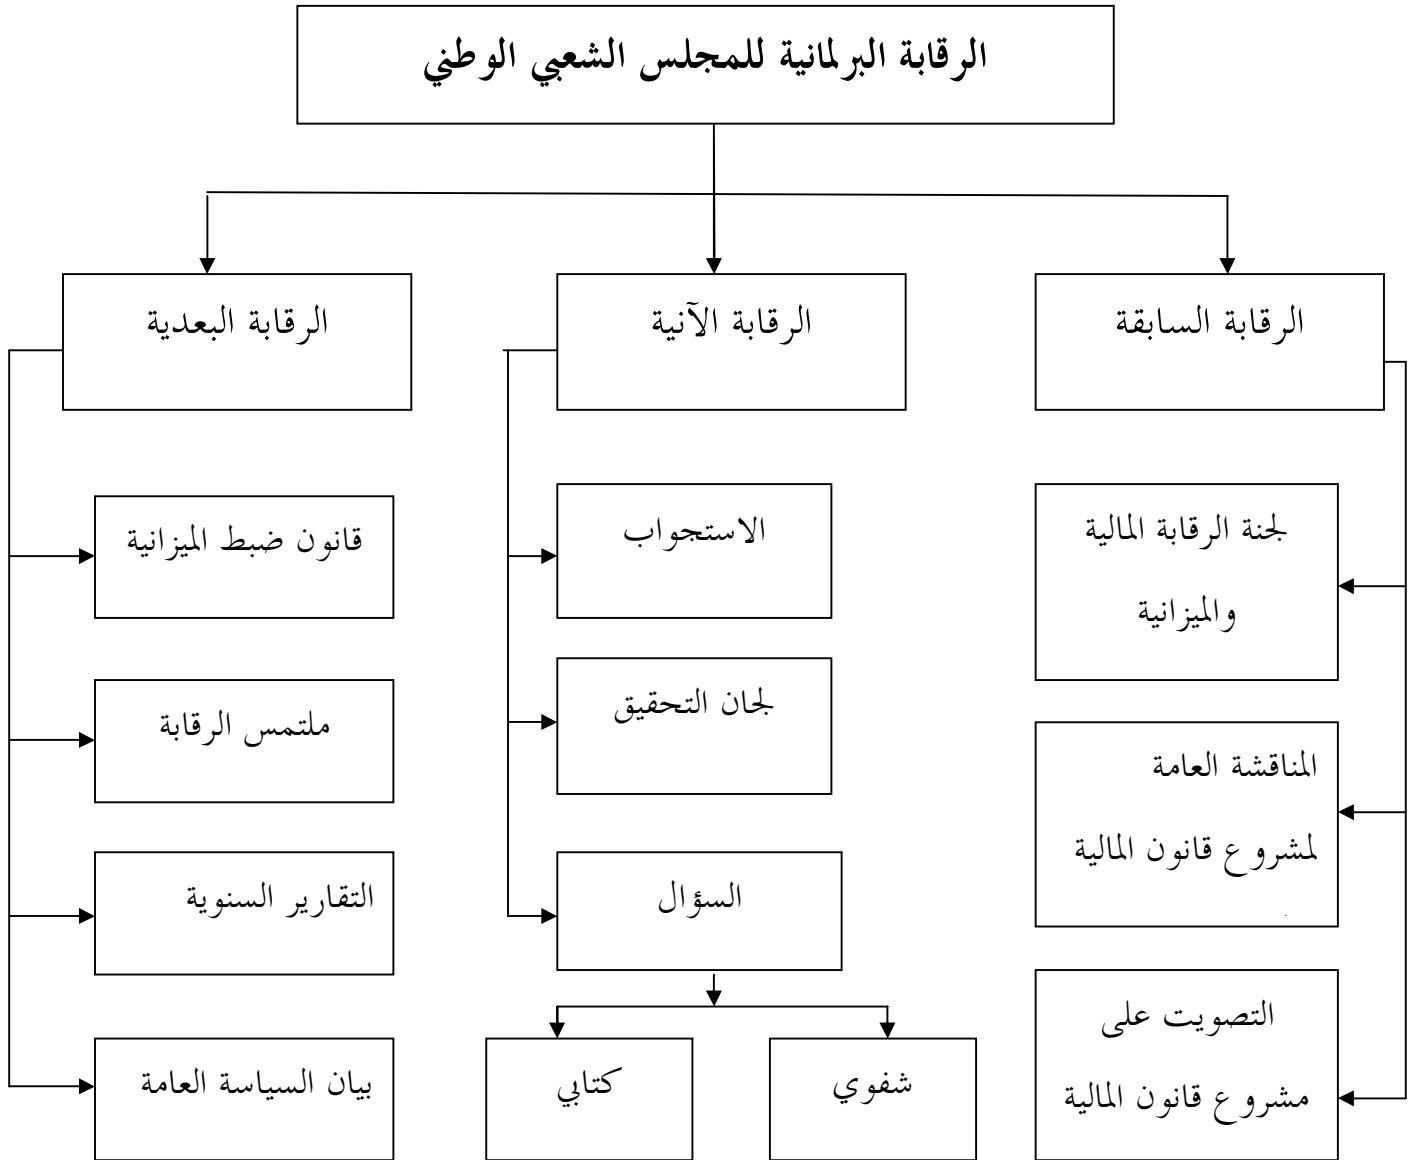 الرقابة البرلمانية للمجلس الشعبي الوطني
الرقابة السابقة
الرقابة الآنية
الرقابة البعدية
لجنة الرقابة المالية
والميزانية
المناقشة العامة
لمشروع قانون المالية
التصويت على
مشروع قانون المالية
الاستجواب
لجان التحقيق
السؤال
شفوي
كتابي
قانون ضبط الميزانية
ملتمس الرقابة
التقارير السنوية
بيان السياسة العامة